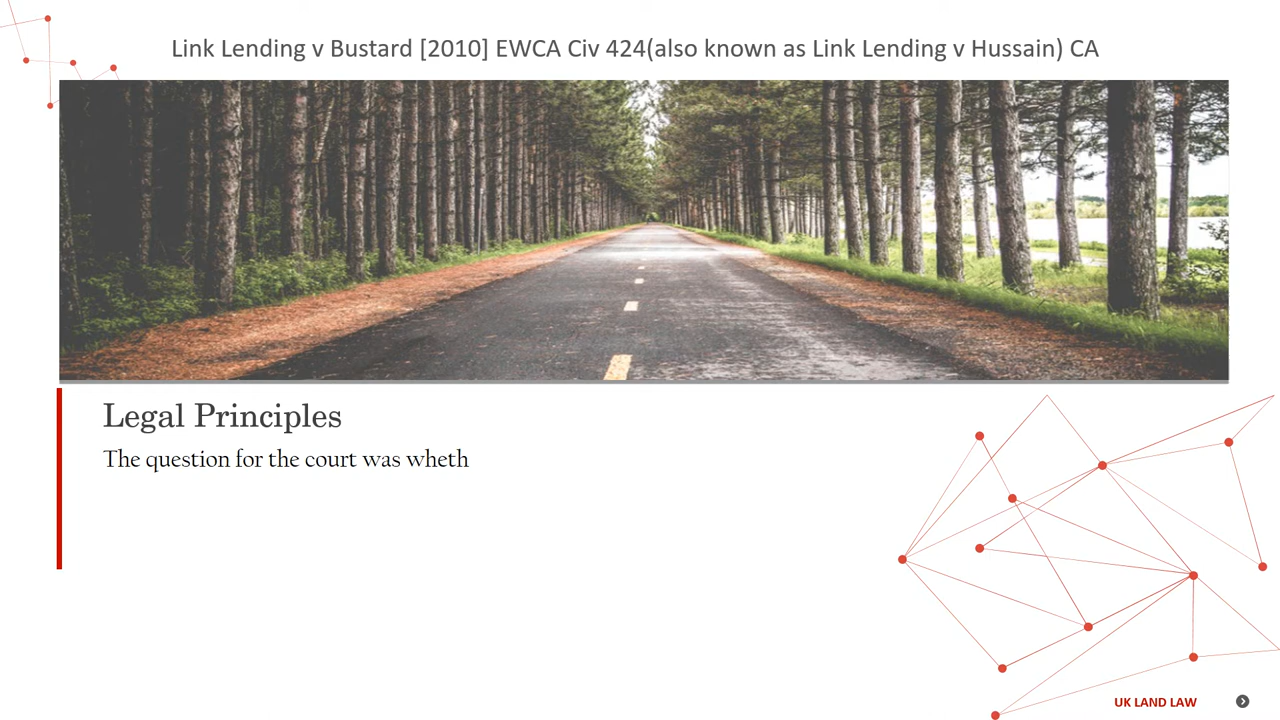 Link Lending v Bustard [2010] EWCA Civ 424(also known as Link Lending v Hussain) CA
Legal Principles
The question for the court was wheth
UK LAND LAW